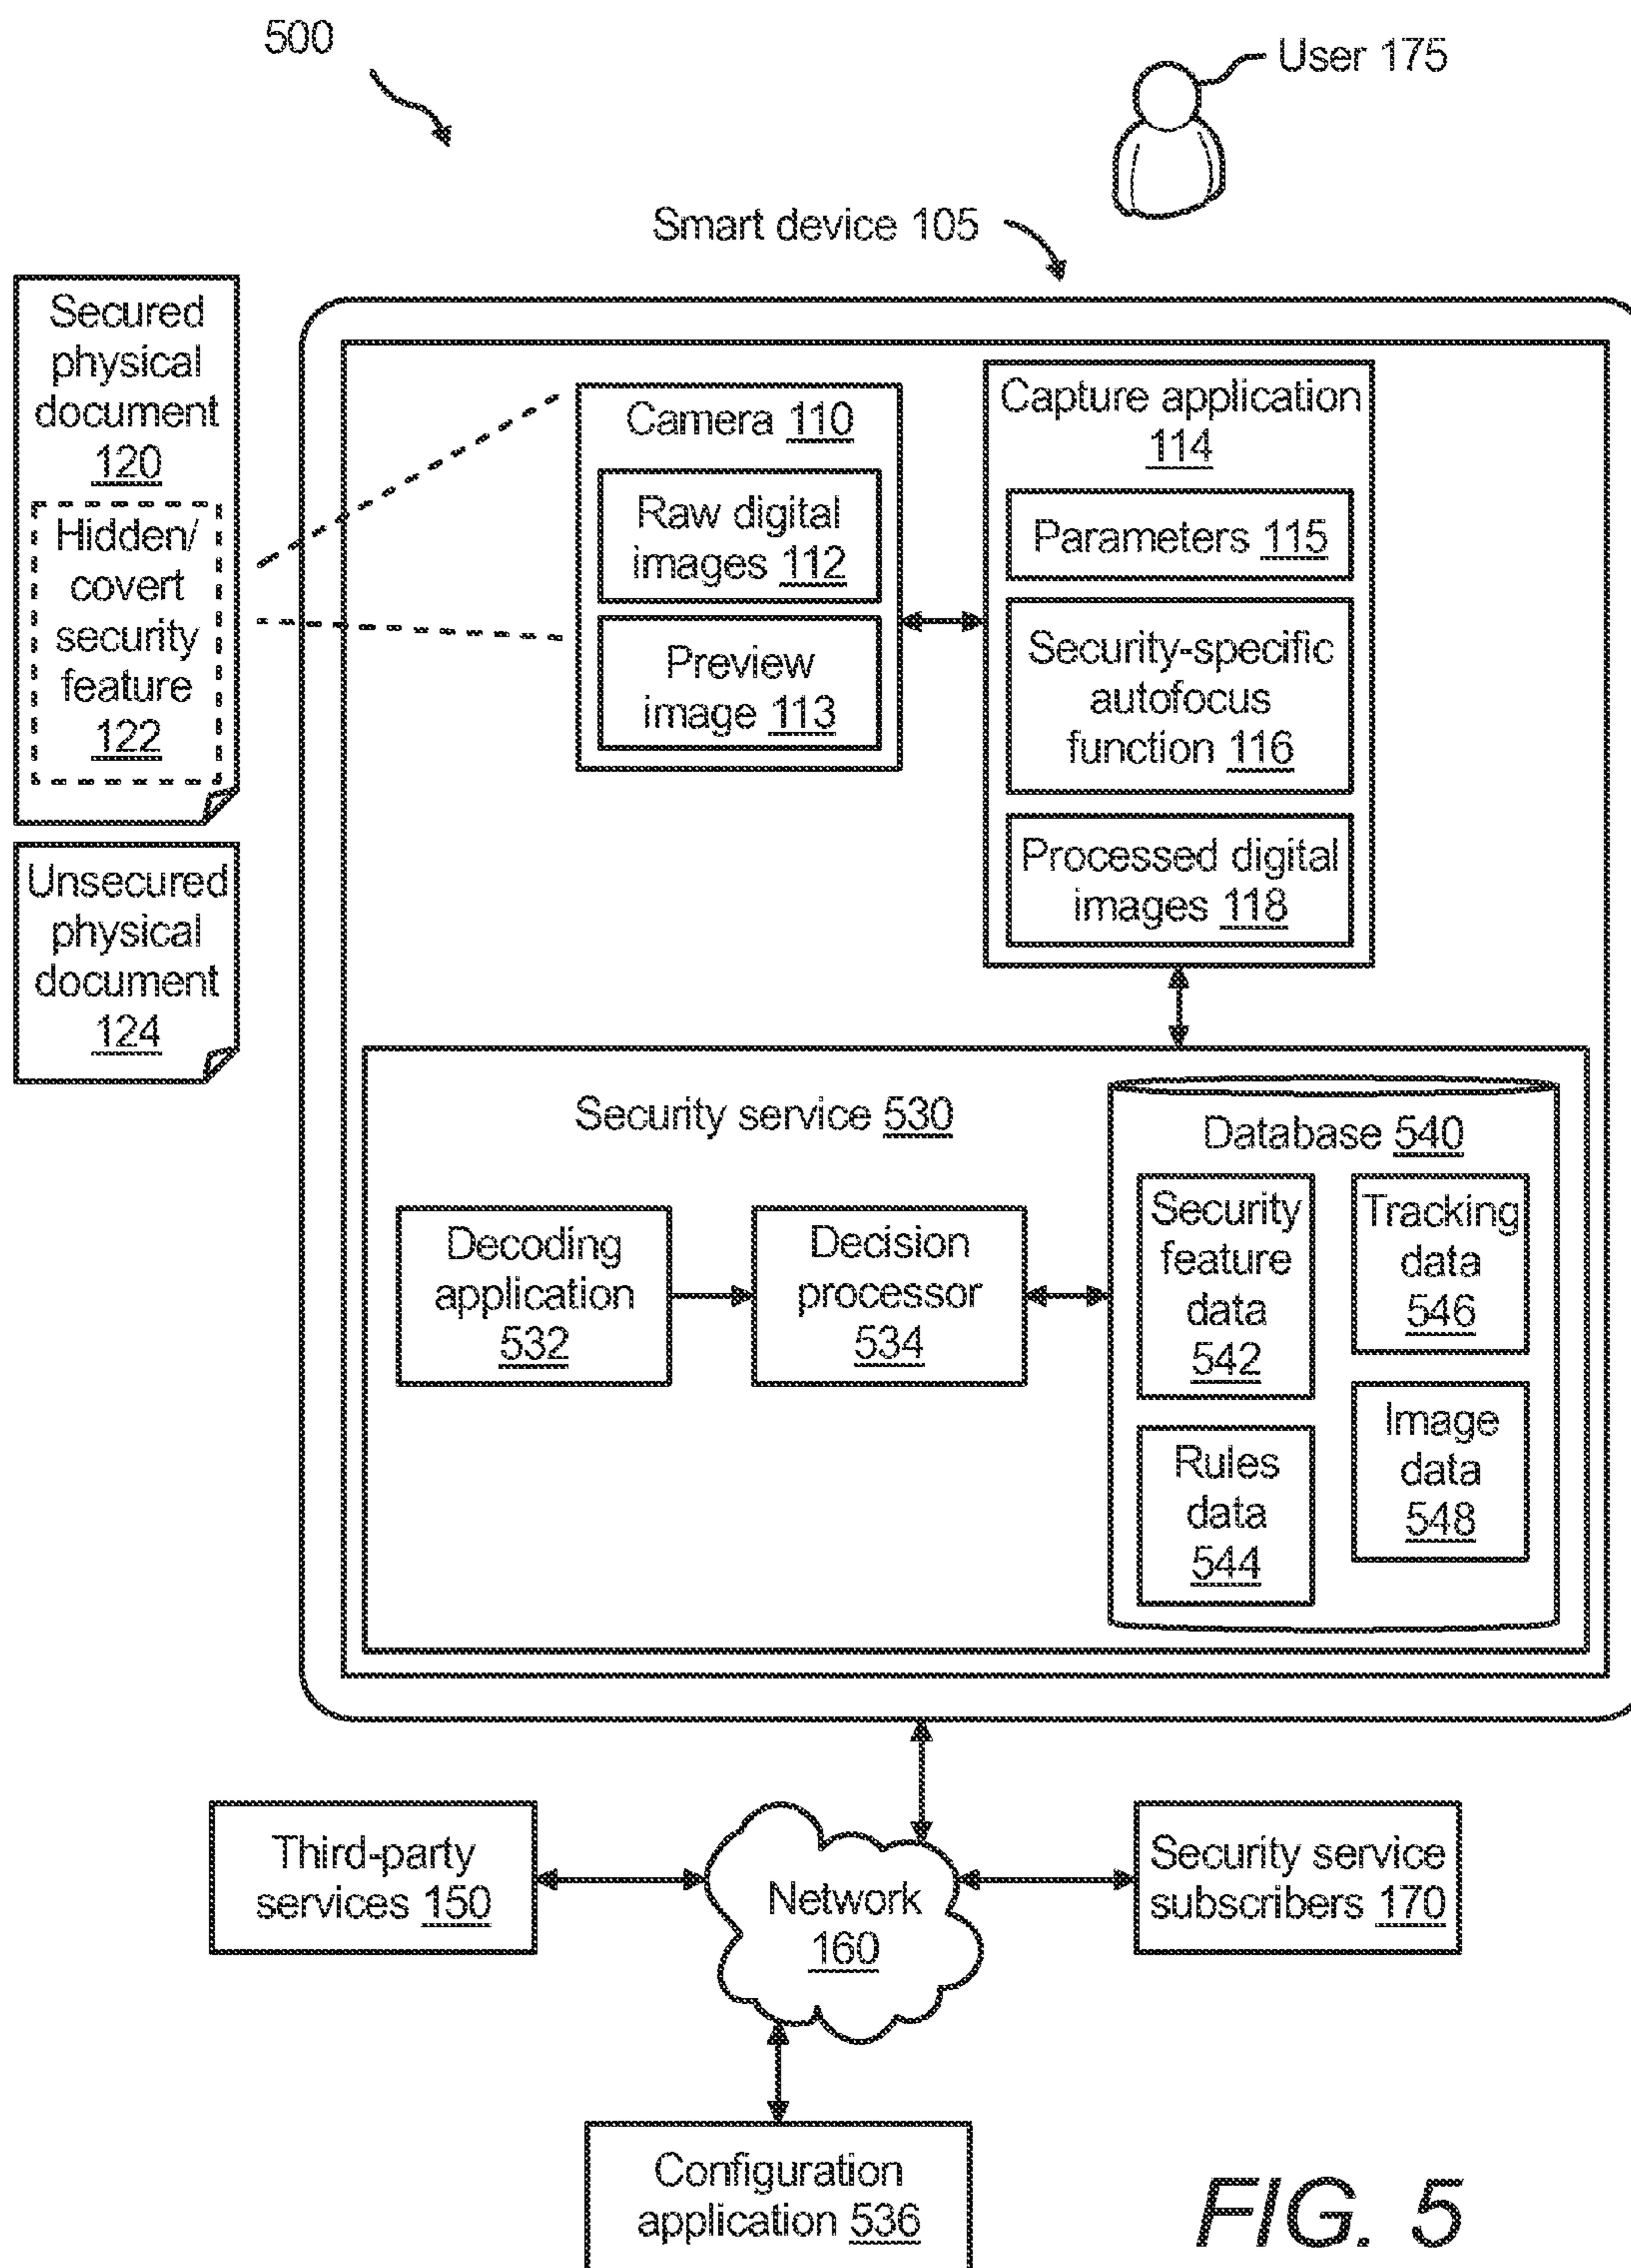 500
User 175
Smart device 105
Secured
physical
document
120
Hidden/
covert
security
feature
122
Unsecured
physical
document
124
Camera 110
Raw digital
images 112
Preview
image 113
Capture application
114
Parameters 115
Security-specific
autofocus
function 116
Processed digital
images 118
Security service 530
Decoding
application
532
Decision
processor
534
Database 540
Security
feature
data
542
Tracking
data
546
Rules
data
544
Image
data
548
Third-party
services 150
Network
160
Security service
subscribers 170
Configuration
application 536
FIG. 5